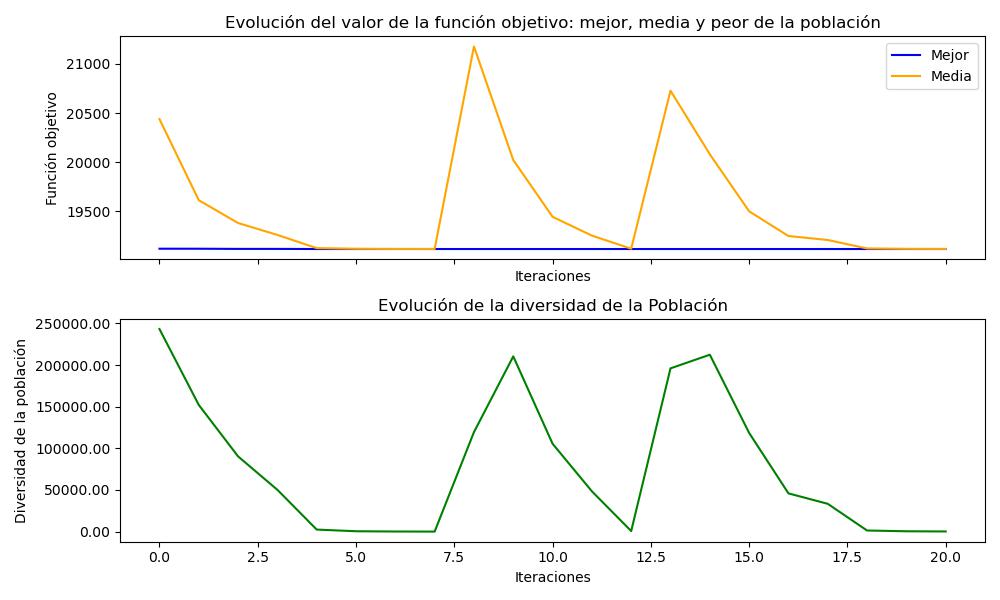 Evolución del valor de la función objetivo: mejor, media y peor de la población
Función objetivo
21000
20500
20000
19500
Mejor
Media
Iteraciones
Evolución de la diversidad de la Población
Diversidad de la población
250000.00
200000.00
150000.00
100000.00
50000.00
0.00
0.0 2.5 5.0 7.5 10.0 12.5 15.0 17.5 20.0
Iteraciones